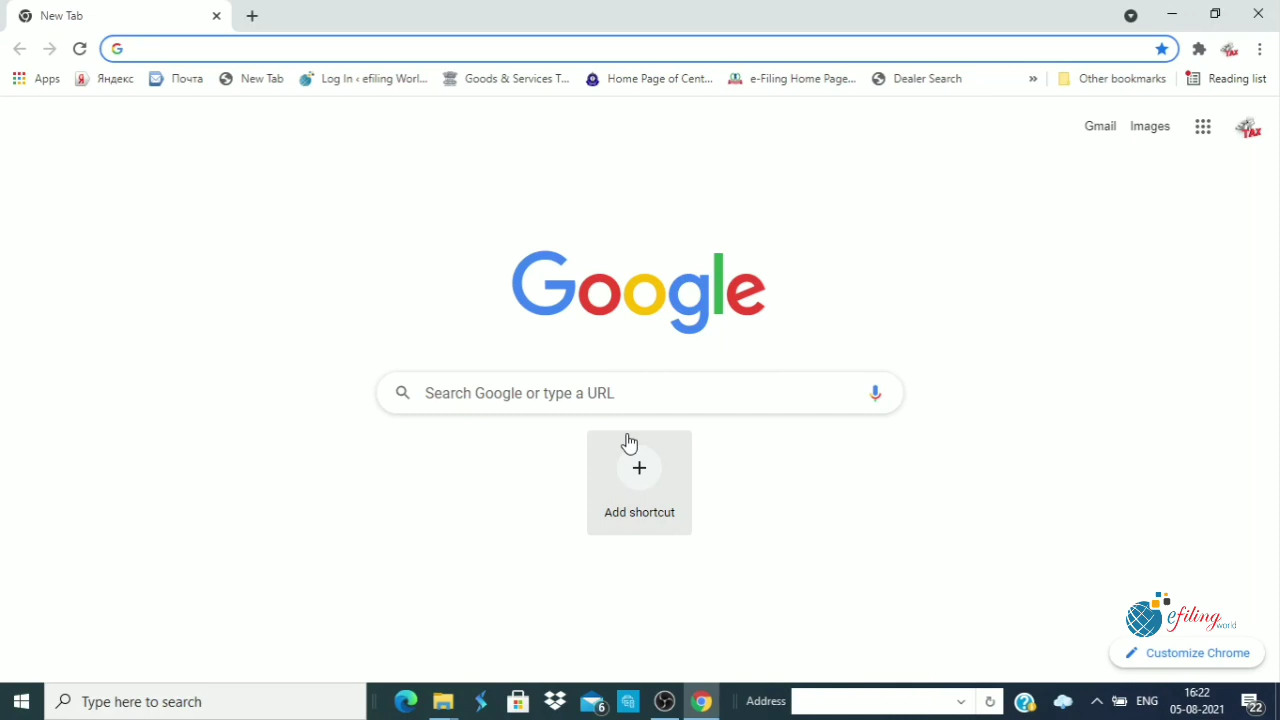 New Tab
Apps
Яндекс
Почта
New Tab
Log In ‹ efiling Worl...
Goods & Services T...
Home Page of Cent...
e-Filing Home Page...
Dealer Search
»
Other bookmarks
Reading list
Gmail
Images
TAX
Google
Search Google or type a URL
Add shortcut
efiling world
Customize Chrome
Type here to search
6
Address
ENG
16:22
05-08-2021
22